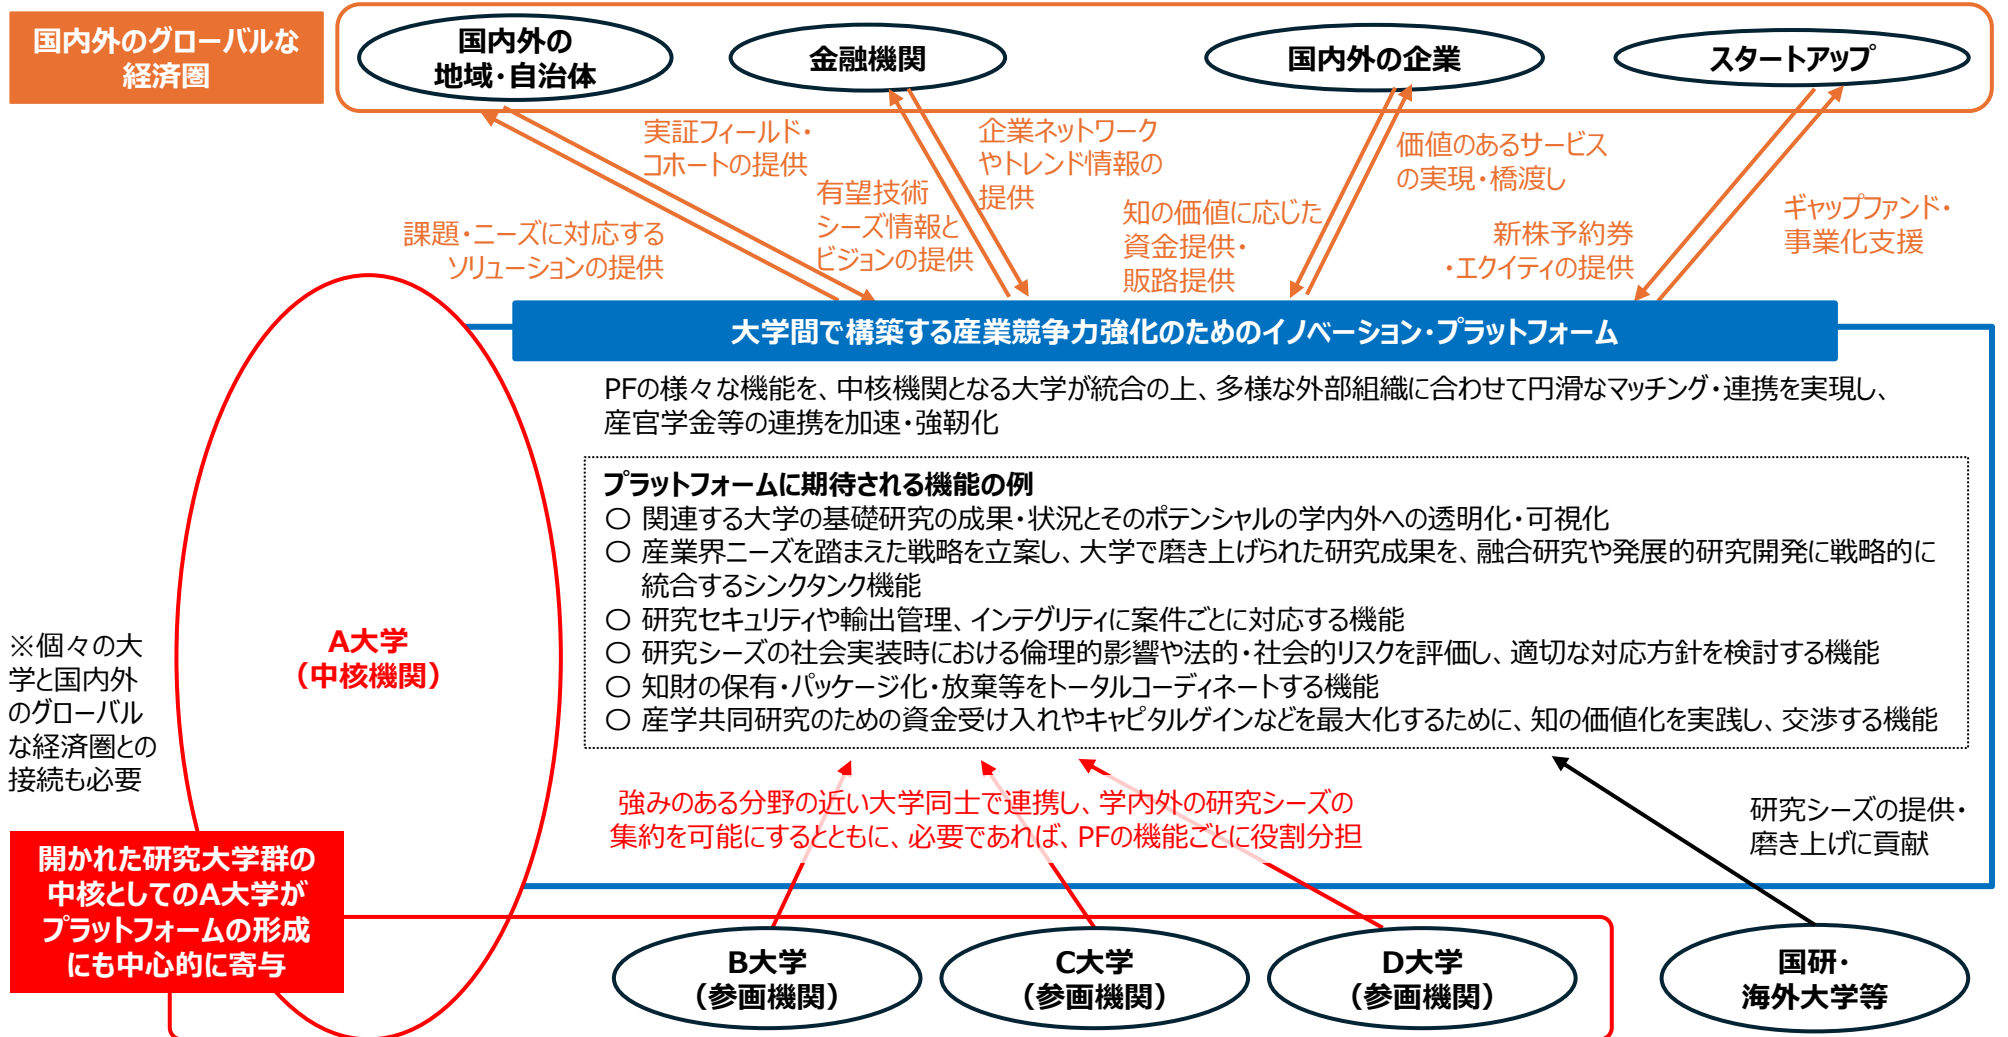 国内外のグローバルな
経済圏
国内外の
地域・自治体
金融機関
国内外の企業
スタートアップ
実証フィールド・
コホートの提供
企業ネットワーク
やトレンド情報の
提供
価値のあるサービス
の実現・橋渡し
有望技術
シーズ情報と
ビジョンの提供
知の価値に応じた
資金提供・
販路提供
ギャップファンド・
事業化支援
課題・ニーズに対応する
ソリューションの提供
新株予約券
・エクイティの提供
大学間で構築する産業競争力強化のためのイノベーション・プラットフォーム
PFの様々な機能を、中核機関となる大学が統合の上、多様な外部組織に合わせて円滑なマッチング・連携を実現し、
産官学金等の連携を加速・強靭化
プラットフォームに期待される機能の例
○ 関連する大学の基礎研究の成果・状況とそのポテンシャルの学内外への透明化・可視化
○ 産業界ニーズを踏まえた戦略を立案し、大学で磨き上げられた研究成果を、融合研究や発展的研究開発に戦略的に
統合するシンクタンク機能
○ 研究セキュリティや輸出管理、インテグリティに案件ごとに対応する機能
○ 研究シーズの社会実装時における倫理的影響や法的・社会的リスクを評価し、適切な対応方針を検討する機能
○ 知財の保有・パッケージ化・放棄等をトータルコーディネートする機能
○ 産学共同研究のための資金受け入れやキャピタルゲインなどを最大化するために、知の価値化を実践し、交渉する機能
A大学
（中核機関）
※個々の大
学と国内外
のグローバル
な経済圏との
接続も必要
強みのある分野の近い大学同士で連携し、学内外の研究シーズの
集約を可能にするとともに、必要であれば、PFの機能ごとに役割分担
研究シーズの提供・
磨き上げに貢献
開かれた研究大学群の
中核としてのA大学が
プラットフォームの形成
にも中心的に寄与
B大学
（参画機関）
C大学
（参画機関）
D大学
（参画機関）
国研・
海外大学等